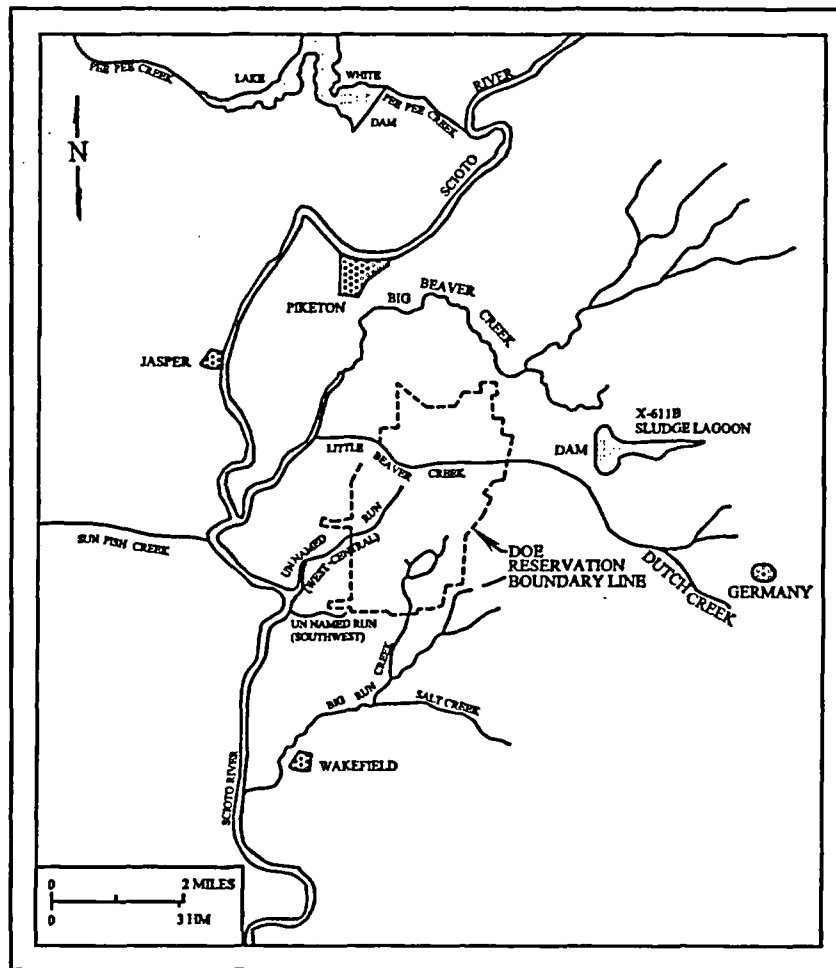 PEE PEE CREEK
LAKE
WHITE
PEE PEE CREEK
DAM
RIVER
SCIOTO
N
PIKETON
BIG BEAVER CREEK
JASPER
X-611B
SLUDGE LAGOON
DAM
LITTLE BEAVER CREEK
SUN FISH CREEK
UN NAMED RUN
(WEST-CENTRAL)
DOE
RESERVATION
BOUNDARY LINE
DUTCH CREEK
GERMANY
UN NAMED RUN
(SOUTHWEST)
BIG RUN CREEK
SALT CREEK
WAKEFIELD
SCIOTO RIVER
0 2 MILES
0 3 HM